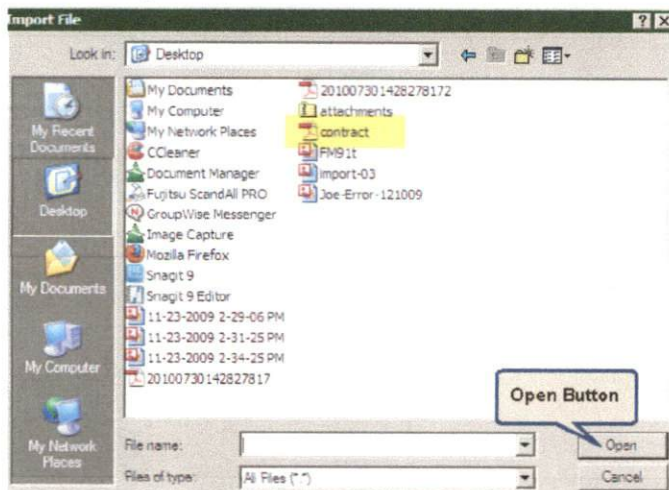 Import File
Look in: Desktop
My Recent
Documents
Desktop
My Documents
My Computer
My Network
Places
My Documents
My Computer
My Network Places
CCleaner
Document Manager
Fujitsu ScandAll PRO
GroupWise Messenger
Image Capture
Mozilla Firefox
Snagit 9
Snagit 9 Editor
11-23-2009 2-29-06 PM
11-23-2009 2-31-25 PM
11-23-2009 2-34-25 PM
20100730142827817
201007301428278172
attachments
contract
FM91t
import-03
Joe-Error-121009
Open Button
File name:
Open
Files of type: All Files (*.*)
Cancel